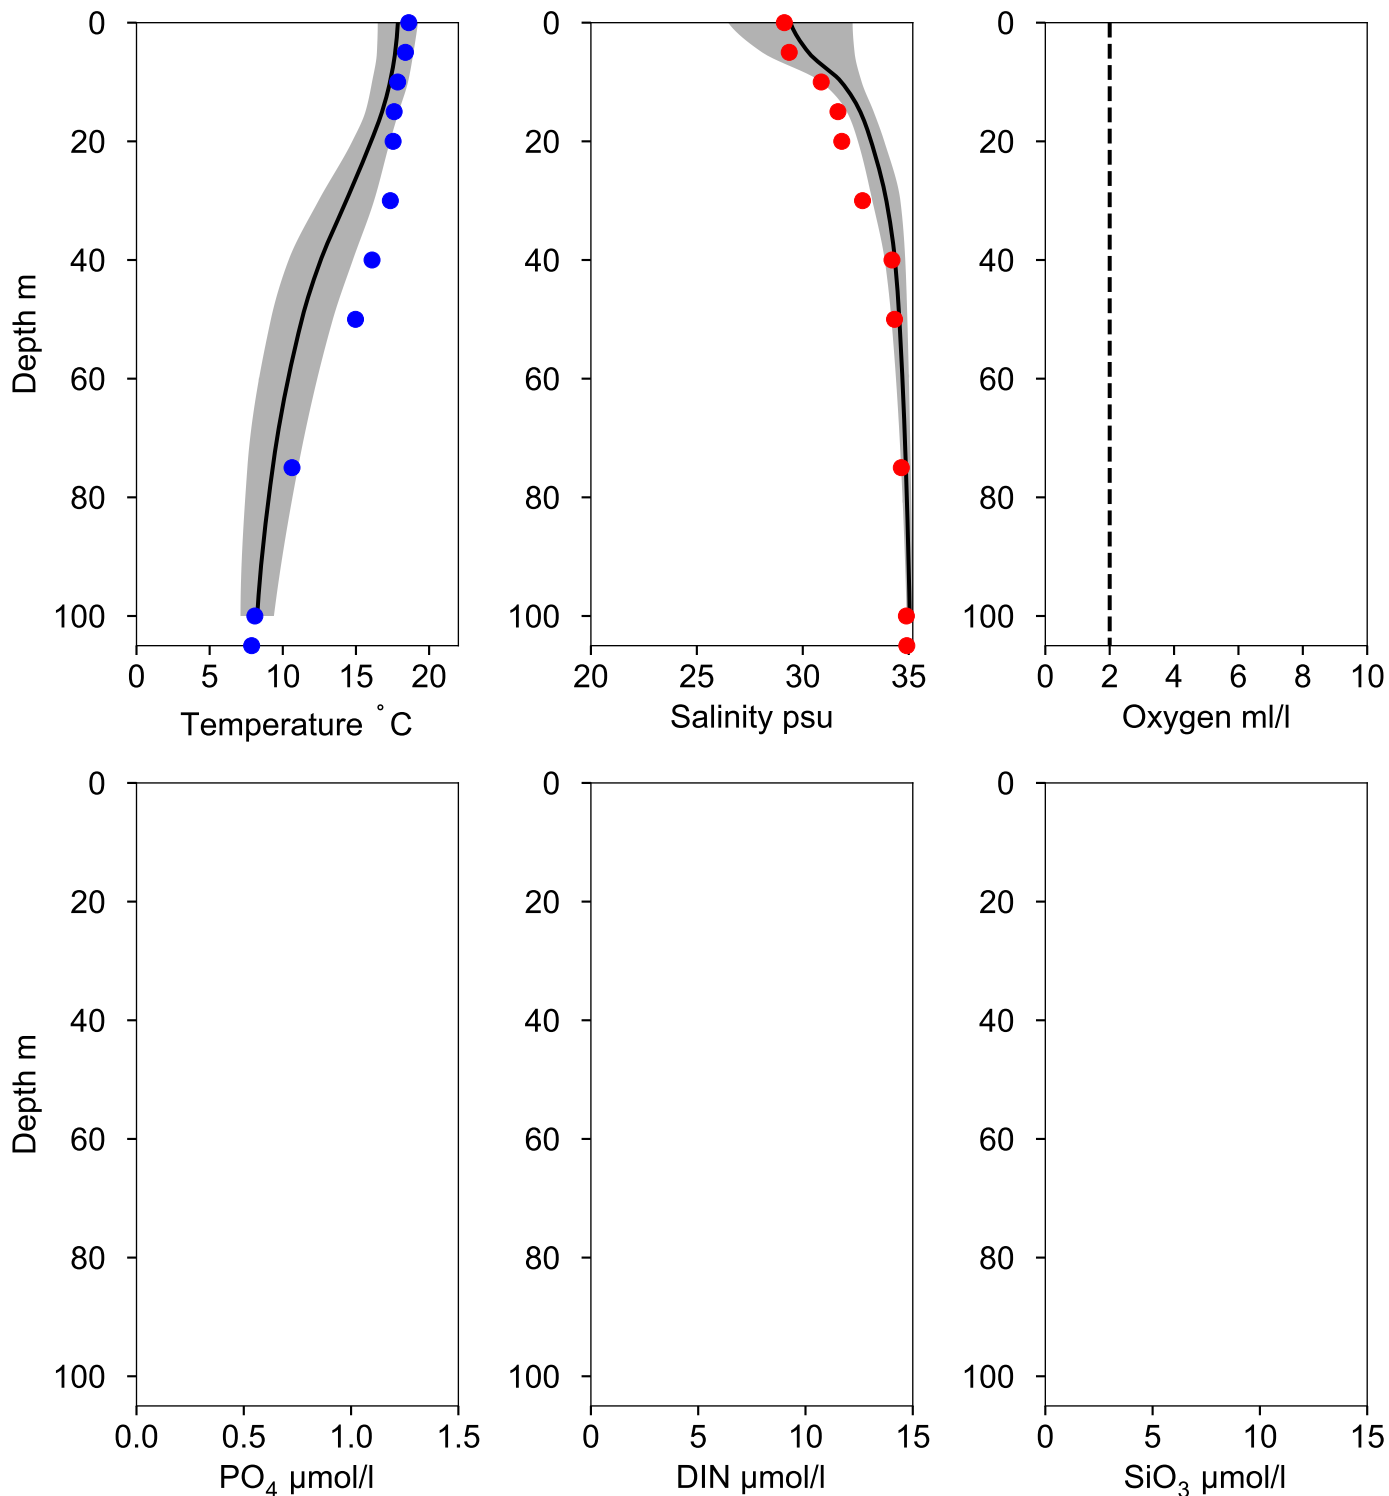 0 0 0
20 20 20
40 40 40
Depth m
60 60 60
80 80 80
100 100 100
0 5 10 15 20 20 25 30 35 0 2 4 6 8 10
Temperature ˚C Salinity psu Oxygen ml/l
0 0 0
20 20 20
40 40 40
Depth m
60 60 60
80 80 80
100 100 100
0.0 0.5 1.0 1.5 0 5 10 15 0 5 10 15
PO₄ µmol/l DIN µmol/l SiO₃ µmol/l